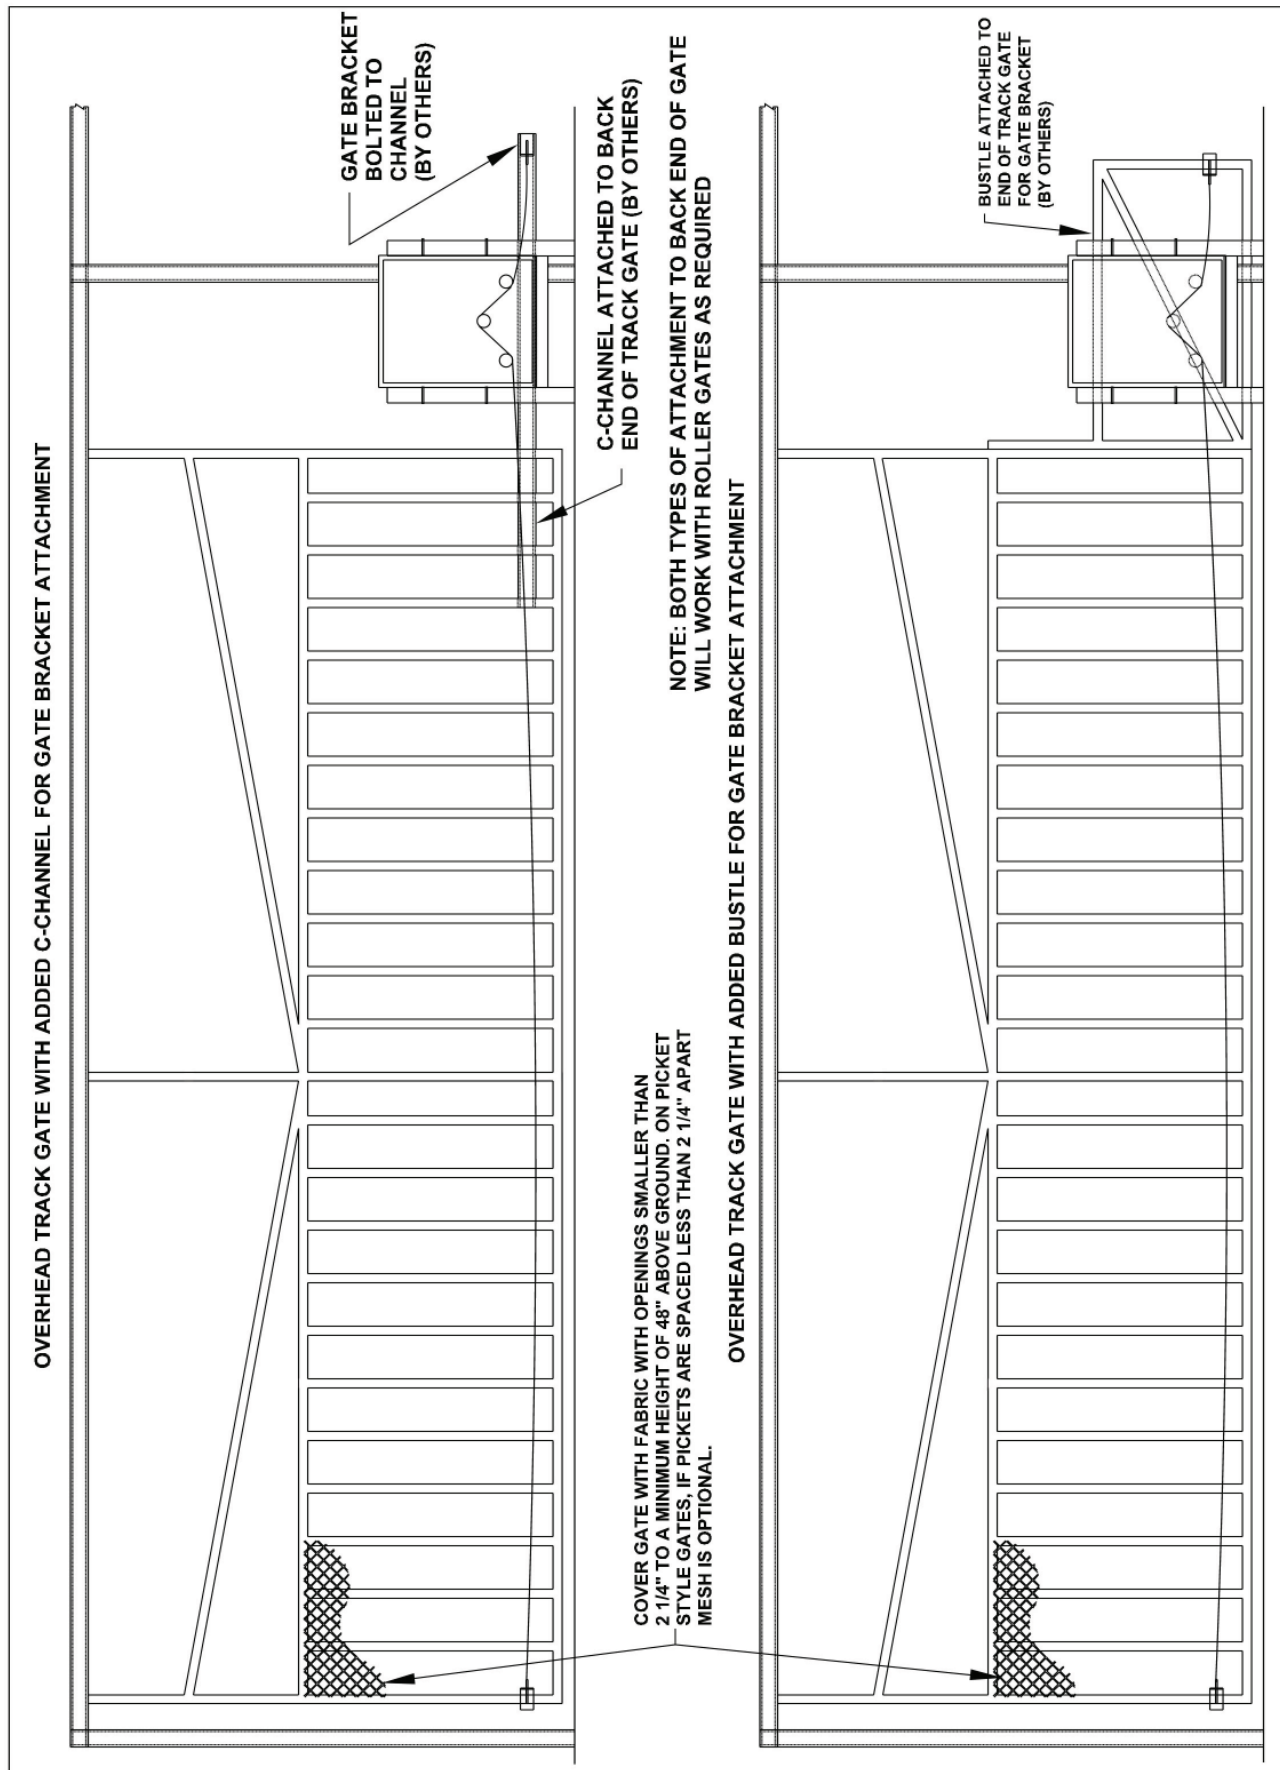 OVERHEAD TRACK GATE WITH ADDED C-CHANNEL FOR GATE BRACKET ATTACHMENT
GATE BRACKET
BOLTED TO
CHANNEL
(BY OTHERS)
C-CHANNEL ATTACHED TO BACK
END OF TRACK GATE (BY OTHERS)
COVER GATE WITH FABRIC WITH OPENINGS SMALLER THAN
2 1/4" TO A MINIMUM HEIGHT OF 48" ABOVE GROUND. ON PICKET
STYLE GATES, IF PICKETS ARE SPACED LESS THAN 2 1/4" APART
MESH IS OPTIONAL.
NOTE: BOTH TYPES OF ATTACHMENT TO BACK END OF GATE
WILL WORK WITH ROLLER GATES AS REQUIRED
OVERHEAD TRACK GATE WITH ADDED BUSTLE FOR GATE BRACKET ATTACHMENT
BUSTLE ATTACHED TO
END OF TRACK GATE
FOR GATE BRACKET
(BY OTHERS)